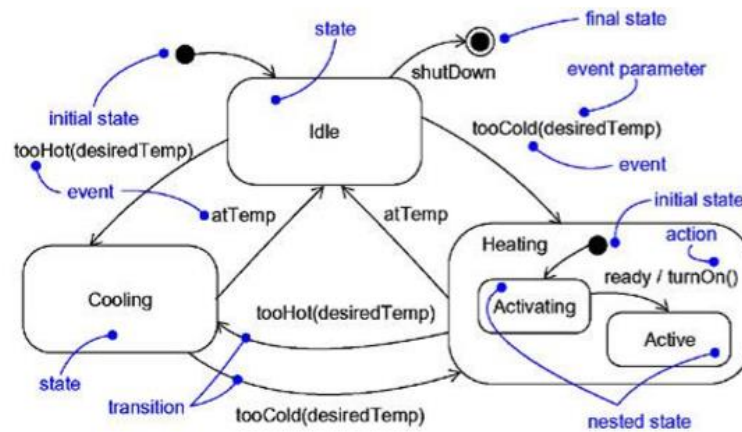 state
final state
shutDown
event parameter
initial state
Idle
tooCold(desiredTemp)
tooHot(desiredTemp)
event
event
atTemp
atTemp
initial state
Heating
action
ready / turnOn()
Cooling
Activating
tooHot(desiredTemp)
Active
state
transition
tooCold(desiredTemp)
nested state